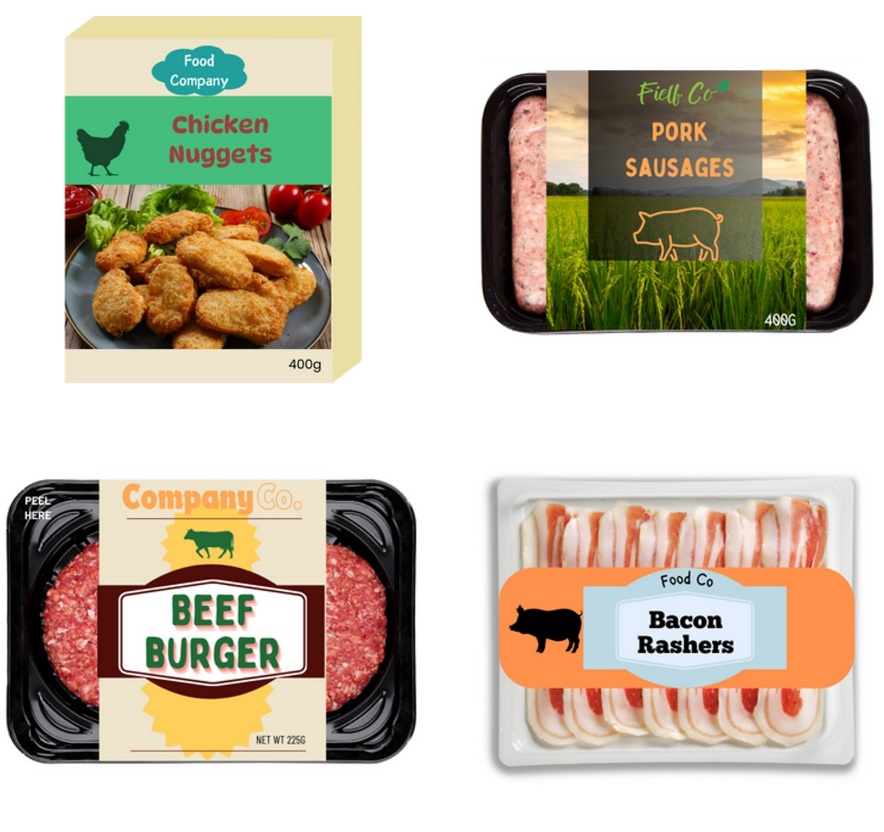 Food
Company
Chicken
Nuggets
400g
Fielf Co
PORK
SAUSAGES
400G
PEEL
HERE
Company Co.
BEEF
BURGER
NET WT 225G
Food Co
Bacon
Rashers